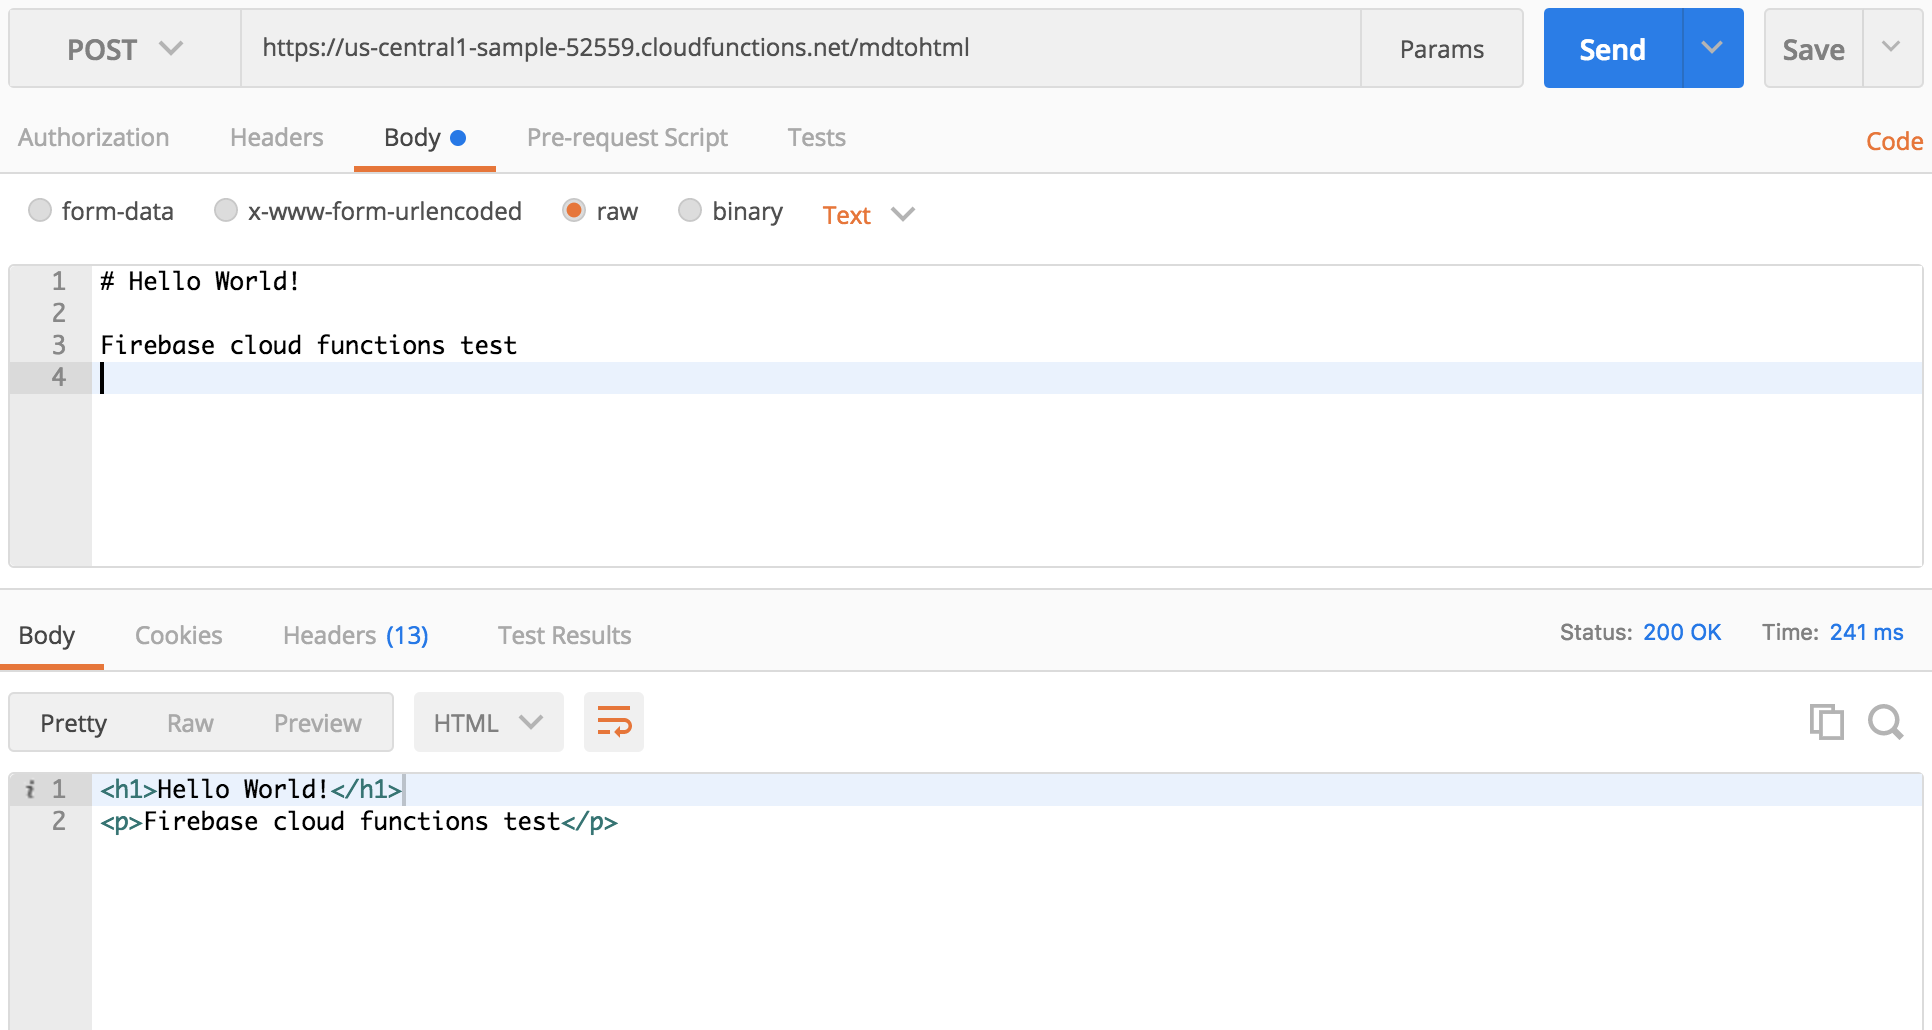 POST https://us-central1-sample-52559.cloudfunctions.net/mdtohtml Params Send Save
Authorization Headers Body Pre-request Script Tests Code
form-data x-www-form-urlencoded raw binary Text
1 # Hello World!
2
3 Firebase cloud functions test
4
Body Cookies Headers (13) Test Results Status: 200 OK Time: 241 ms
Pretty Raw Preview HTML
i 1 <h1>Hello World!</h1>
2 <p>Firebase cloud functions test</p>